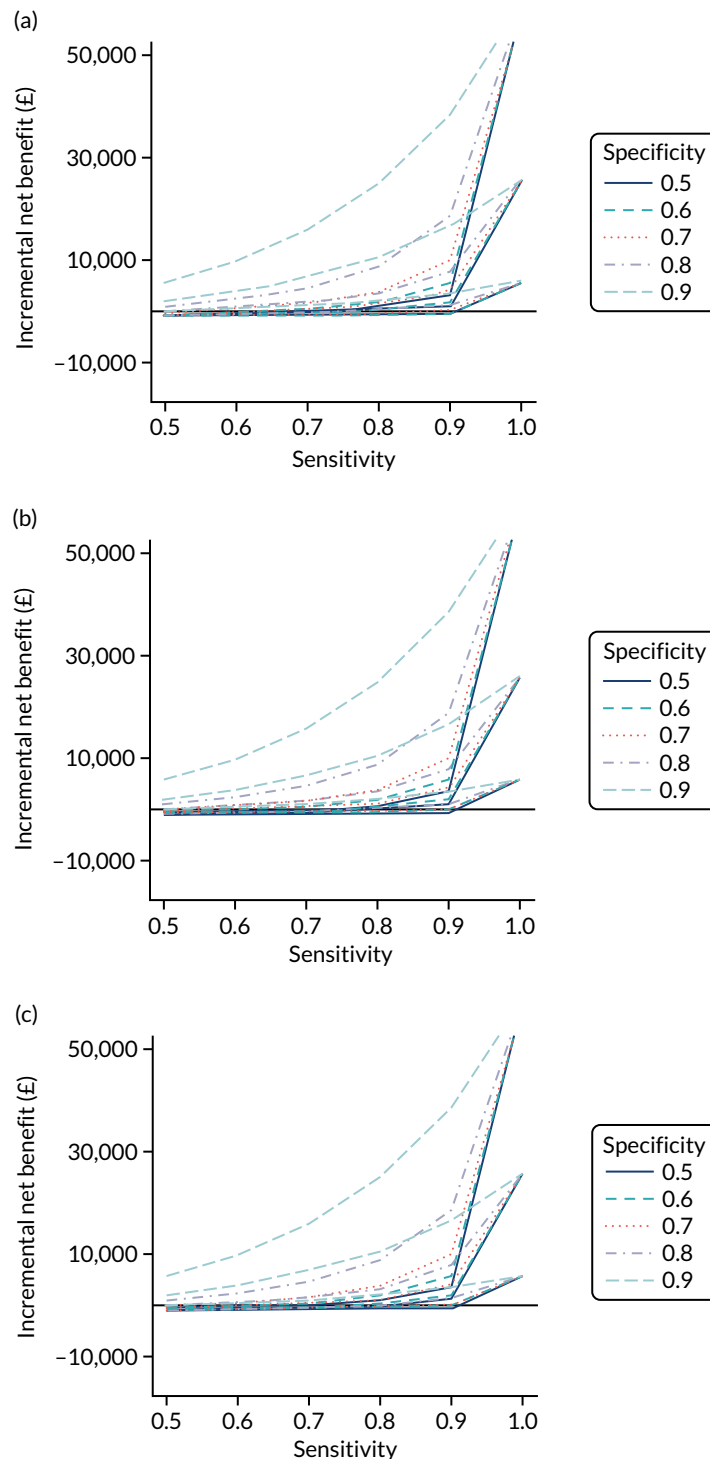 (a)
50,000
30,000
10,000
–10,000
Incremental net benefit (£)
0.5 0.6 0.7 0.8 0.9 1.0
Sensitivity
Specificity
0.5
0.6
0.7
0.8
0.9
(b)
50,000
30,000
10,000
–10,000
Incremental net benefit (£)
0.5 0.6 0.7 0.8 0.9 1.0
Sensitivity
Specificity
0.5
0.6
0.7
0.8
0.9
(c)
50,000
30,000
10,000
–10,000
Incremental net benefit (£)
0.5 0.6 0.7 0.8 0.9 1.0
Sensitivity
Specificity
0.5
0.6
0.7
0.8
0.9